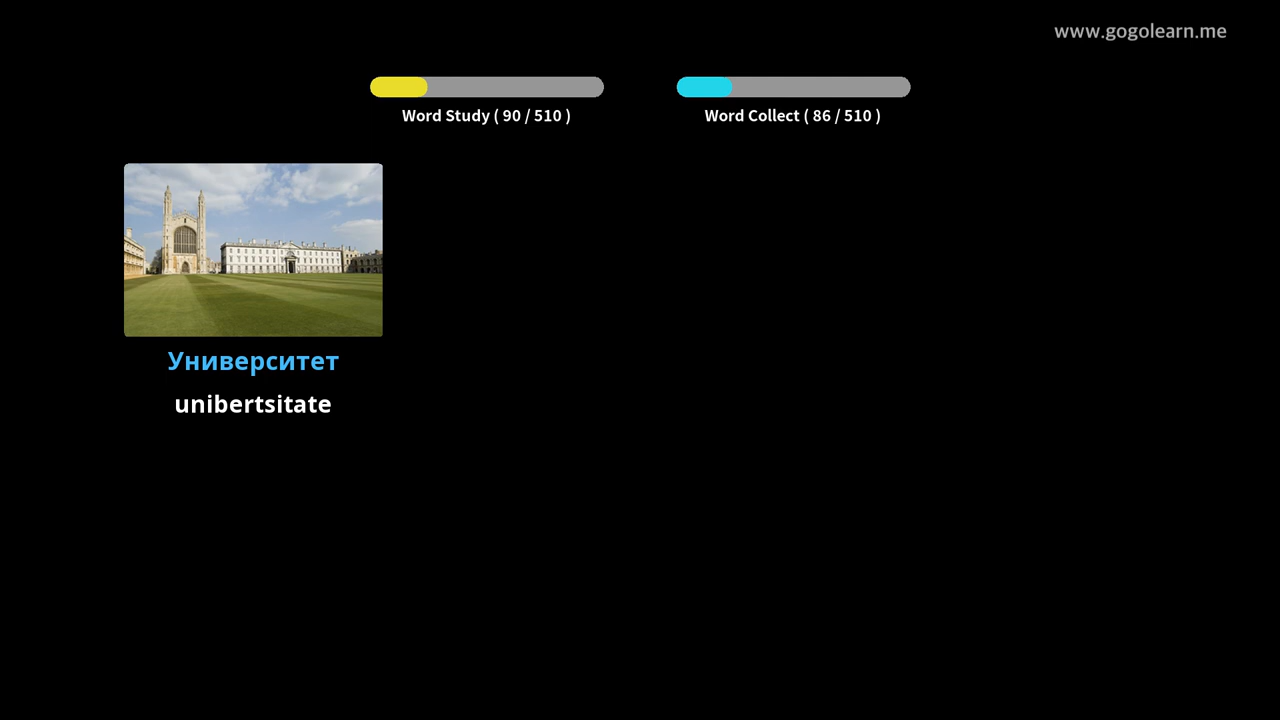 www.gogolearn.me
Word Study ( 90 / 510 )
Word Collect ( 86 / 510 )
Университет
unibertsitate